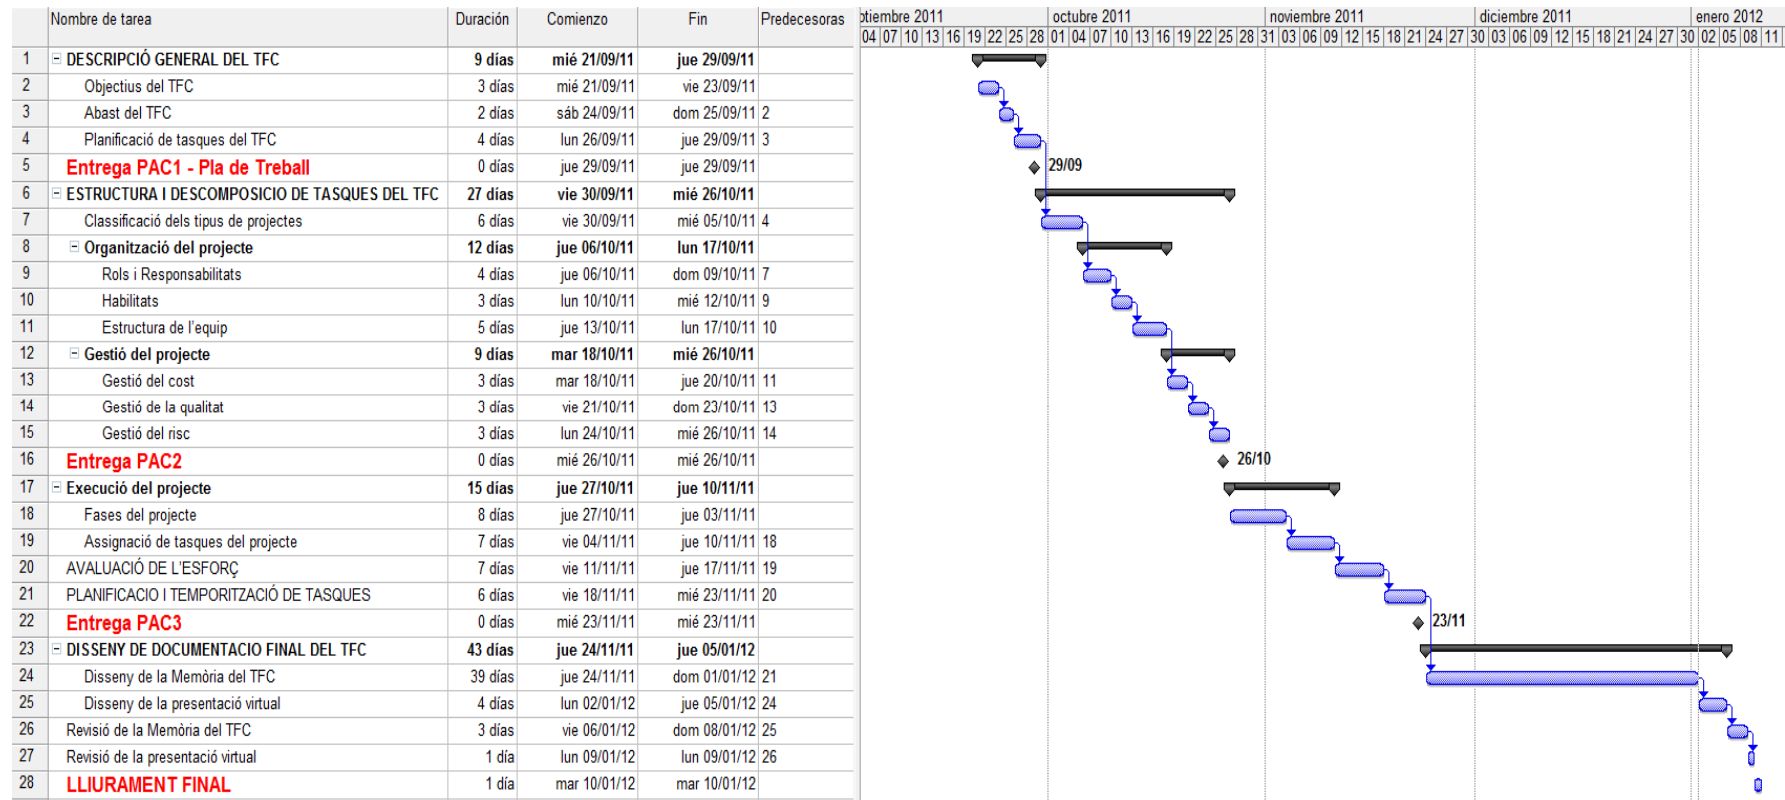 Nombre de tarea Duración Comienzo Fin Predecesoras
1 DESCRIPCIÓ GENERAL DEL TFC 9 días mié 21/09/11 jue 29/09/11
2 Objectius del TFC 3 días mié 21/09/11 vie 23/09/11
3 Abast del TFC 2 días sáb 24/09/11 dom 25/09/11 2
4 Planificació de tasques del TFC 4 días lun 26/09/11 jue 29/09/11 3
5 Entrega PAC1 - Pla de Treball 0 días jue 29/09/11 jue 29/09/11
6 ESTRUCTURA I DESCOMPOSICIO DE TASQUES DEL TFC 27 días vie 30/09/11 mié 26/10/11
7 Classificació dels tipus de projectes 6 días vie 30/09/11 mié 05/10/11 4
8 Organització del projecte 12 días jue 06/10/11 lun 17/10/11
9 Rols i Responsabilitats 4 días jue 06/10/11 dom 09/10/11 7
10 Habilitats 3 días lun 10/10/11 mié 12/10/11 9
11 Estructura de l'equip 5 días jue 13/10/11 lun 17/10/11 10
12 Gestió del projecte 9 días mar 18/10/11 mié 26/10/11
13 Gestió del cost 3 días mar 18/10/11 jue 20/10/11 11
14 Gestió de la qualitat 3 días vie 21/10/11 dom 23/10/11 13
15 Gestió del risc 3 días lun 24/10/11 mié 26/10/11 14
16 Entrega PAC2 0 días mié 26/10/11 mié 26/10/11
17 Execució del projecte 15 días jue 27/10/11 jue 10/11/11
18 Fases del projecte 8 días jue 27/10/11 jue 03/11/11
19 Assignació de tasques del projecte 7 días vie 04/11/11 jue 10/11/11 18
20 AVALUACIÓ DE L'ESFORÇ 7 días vie 11/11/11 jue 17/11/11 19
21 PLANIFICACIO I TEMPORITZACIÓ DE TASQUES 6 días vie 18/11/11 mié 23/11/11 20
22 Entrega PAC3 0 días mié 23/11/11 mié 23/11/11
23 DISSENY DE DOCUMENTACIO FINAL DEL TFC 43 días jue 24/11/11 jue 05/01/12
24 Disseny de la Memòria del TFC 39 días jue 24/11/11 dom 01/01/12 21
25 Disseny de la presentació virtual 4 días lun 02/01/12 jue 05/01/12 24
26 Revisió de la Memòria del TFC 3 días vie 06/01/12 dom 08/01/12 25
27 Revisió de la presentació virtual 1 día lun 09/01/12 lun 09/01/12 26
28 LLIURAMENT FINAL 1 día mar 10/01/12 mar 10/01/12
tiembre 2011 octubre 2011 noviembre 2011 diciembre 2011 enero 2012
04 07 10 13 16 19 22 25 28 01 04 07 10 13 16 19 22 25 28 31 03 06 09 12 15 18 21 24 27 30 03 06 09 12 15 18 21 24 27 30 02 05 08 11
29/09
26/10
23/11